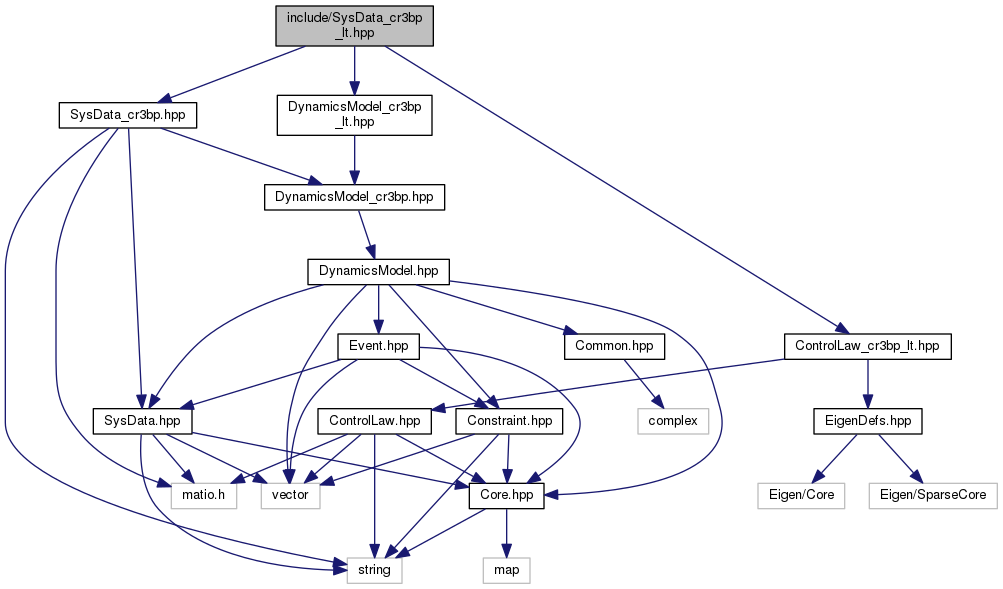 include/SysData_cr3bp
_lt.hpp
SysData_cr3bp.hpp
DynamicsModel_cr3bp
_lt.hpp
DynamicsModel_cr3bp.hpp
DynamicsModel.hpp
Event.hpp
Common.hpp
ControlLaw_cr3bp_lt.hpp
SysData.hpp
ControlLaw.hpp
Constraint.hpp
complex
EigenDefs.hpp
matio.h
vector
Core.hpp
Eigen/Core
Eigen/SparseCore
string
map